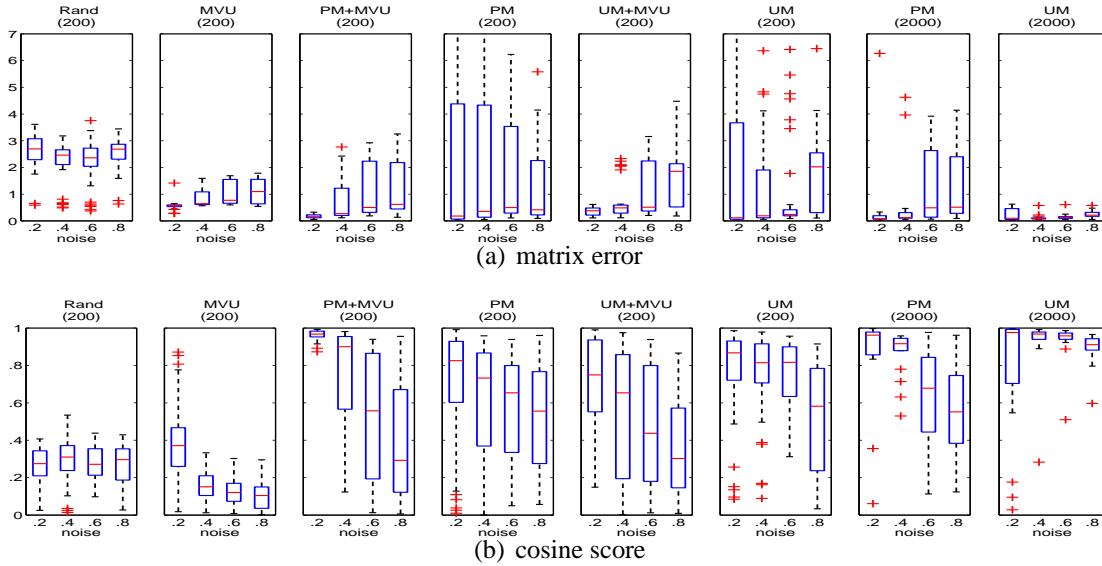 Rand MVU PM+MVU PM UM+MVU UM PM UM
(200) (200) (200) (200) (200) (200) (2000) (2000)
7
6
5
4
3
2
1
0
.2 .4 .6 .8 .2 .4 .6 .8 .2 .4 .6 .8 .2 .4 .6 .8 .2 .4 .6 .8 .2 .4 .6 .8 .2 .4 .6 .8 .2 .4 .6 .8
noise noise noise noise noise noise noise noise
(a) matrix error
Rand MVU PM+MVU PM UM+MVU UM PM UM
(200) (200) (200) (200) (200) (200) (2000) (2000)
1
.8
.6
.4
.2
0
.2 .4 .6 .8 .2 .4 .6 .8 .2 .4 .6 .8 .2 .4 .6 .8 .2 .4 .6 .8 .2 .4 .6 .8 .2 .4 .6 .8 .2 .4 .6 .8
noise noise noise noise noise noise noise noise
(b) cosine score